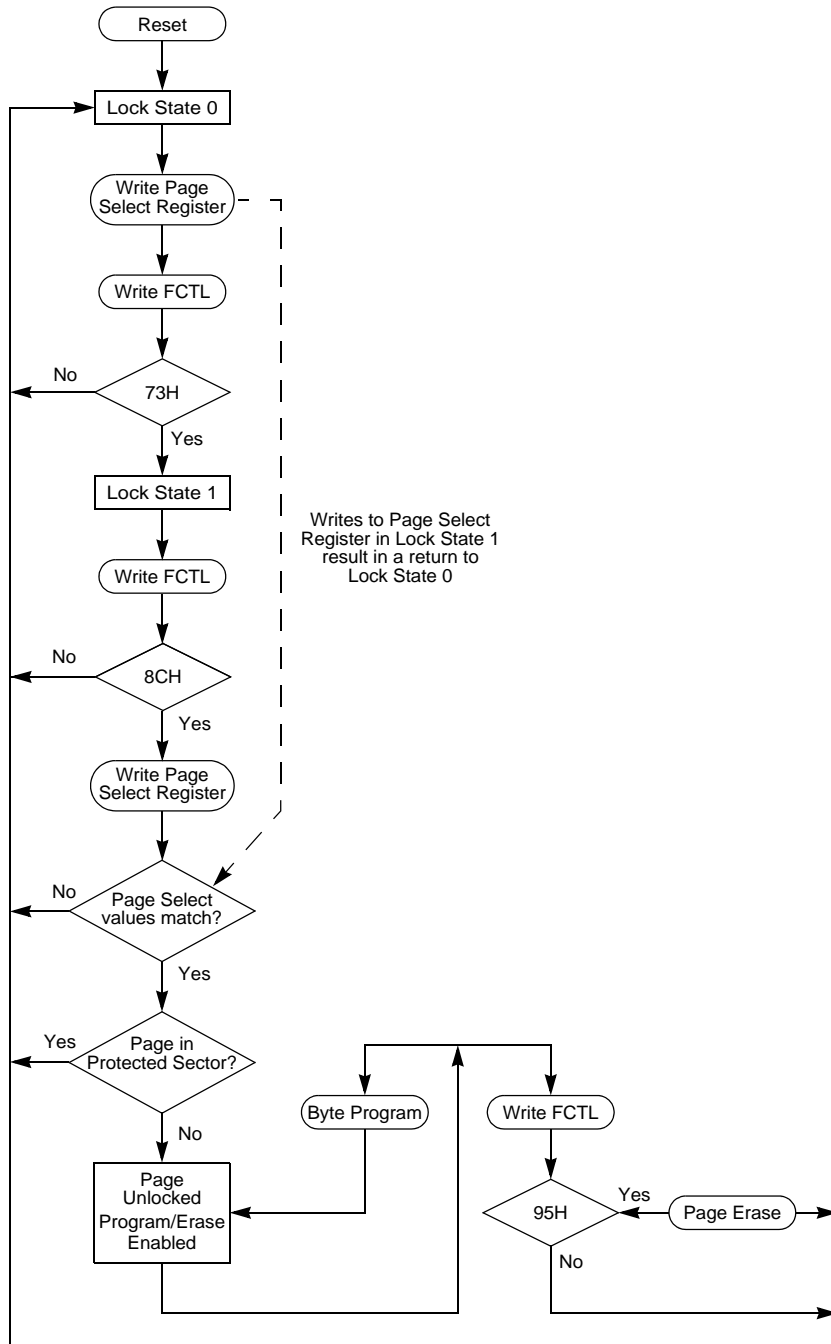 Reset
Lock State 0
Write Page
Select Register
Write FCTL
No
73H
Yes
Lock State 1
Writes to Page Select
Register in Lock State 1
result in a return to
Lock State 0
Write FCTL
No
8CH
Yes
Write Page
Select Register
No
Page Select
values match?
Yes
Yes
Page in
Protected Sector?
No
Byte Program
Write FCTL
Page
Unlocked
Program/Erase
Enabled
95H
Yes
Page Erase
No